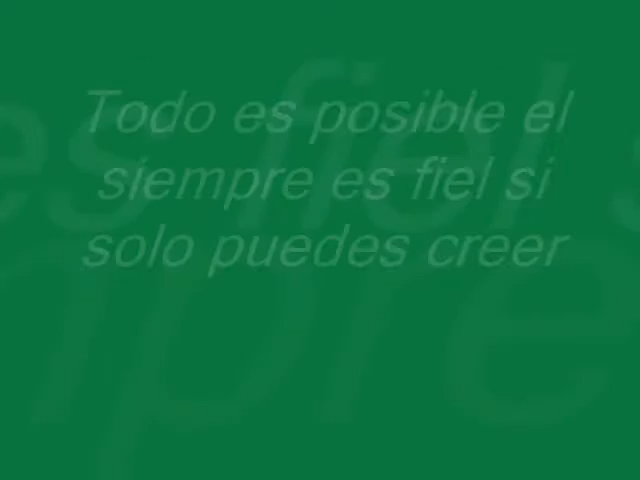 Todo es posible el
siempre es fiel si
solo puedes creer